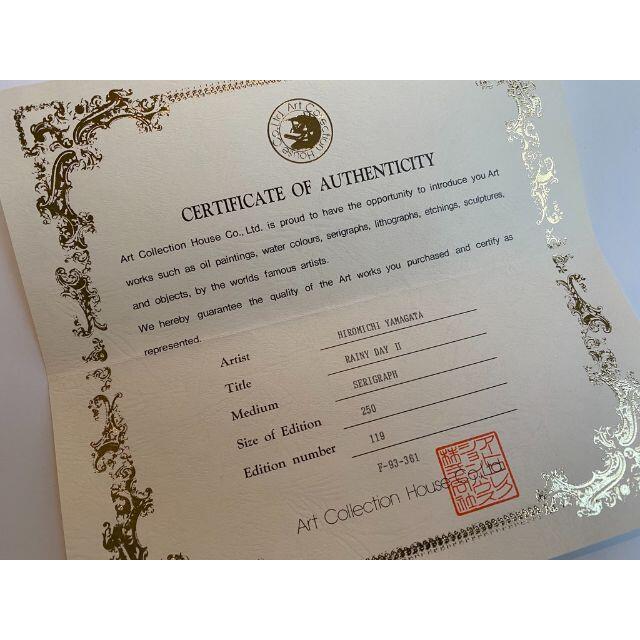 Art Collection House Co., Ltd.
CERTIFICATE OF AUTHENTICITY
Art Collection House Co., Ltd. is proud to have the opportunity to introduce you Art
works such as oil paintings, water colours, serigraphs, lithographs, etchings, sculptures,
and objects, by the worlds famous artists.
We hereby guarantee the quality of the Art works you purchased and certify as
represented.
Artist HIROMICHI YAMAGATA
Title RAINY DAY II
Medium SERIGRAPH
Size of Edition 250
Edition number 119
F-93-361
Art Collection House Co.,Ltd.